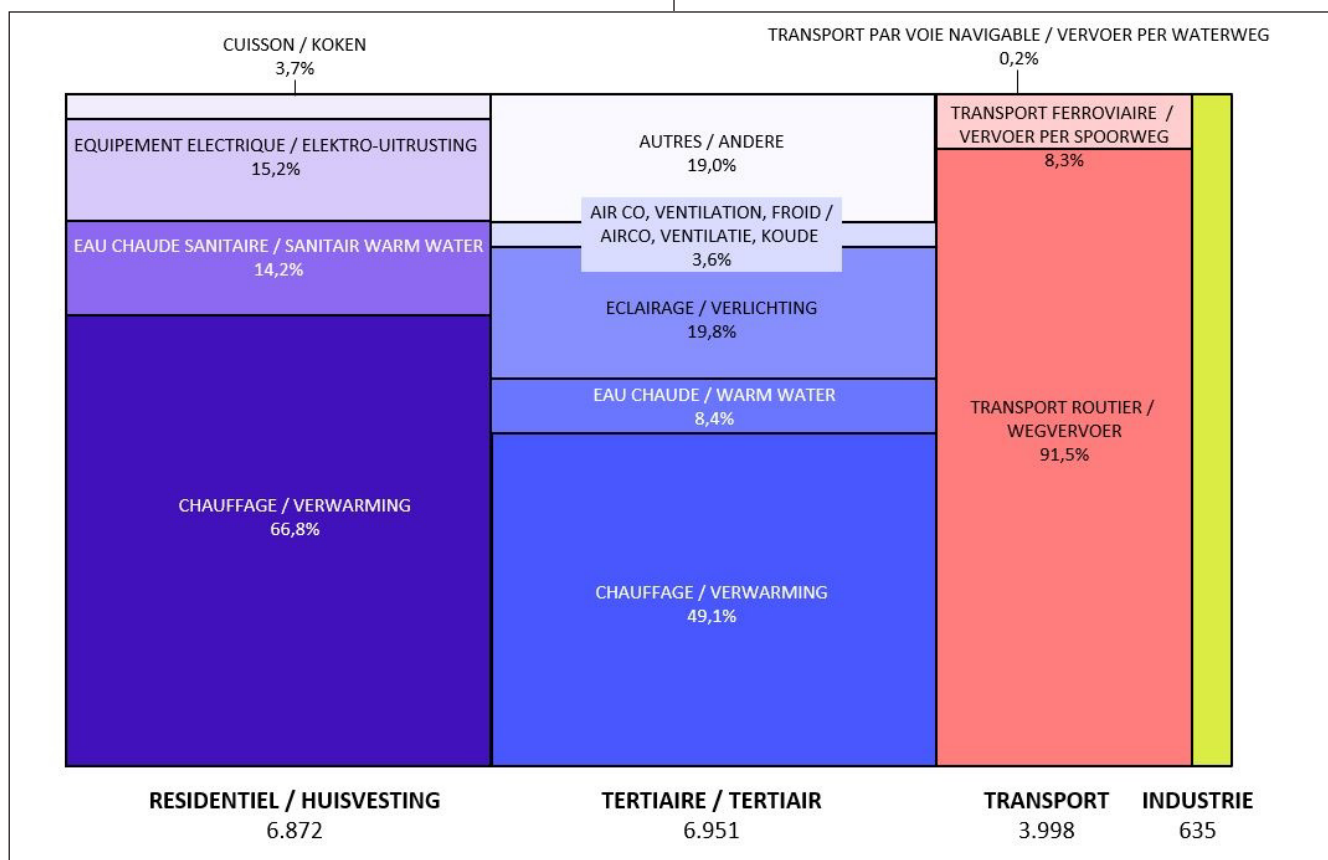 CUISSON / KOKEN
3,7%
TRANSPORT PAR VOIE NAVIGABLE / VERVOER PER WATERWEG
0,2%
EQUIPEMENT ELECTRIQUE / ELEKTRO-UITRUSTING
15,2%
EAU CHAUDE SANITAIRE / SANITAIR WARM WATER
14,2%
CHAUFFAGE / VERWARMING
66,8%
AUTRES / ANDERE
19,0%
AIR CO, VENTILATION, FROID /
AIRCO, VENTILATIE, KOUDE
3,6%
ECLAIRAGE / VERLICHTING
19,8%
EAU CHAUDE / WARM WATER
8,4%
CHAUFFAGE / VERWARMING
49,1%
TRANSPORT FERROVIAIRE /
VERVOER PER SPOORWEG
8,3%
TRANSPORT ROUTIER /
WEGVERVOER
91,5%
RESIDENTIEL / HUISVESTING
6.872
TERTIAIRE / TERTIAIR
6.951
TRANSPORT
3.998
INDUSTRIE
635